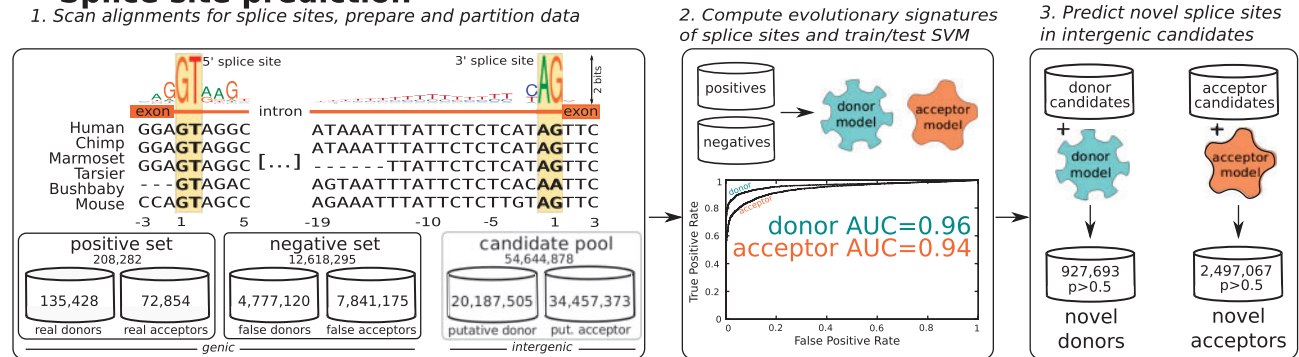 Splice site prediction
1. Scan alignments for splice sites, prepare and partition data
5' splice site
3' splice site
2 bits
exon
intron
exon
Human GGAGTAGGC ATAAATTTATTCTCTCATAGTTC
Chimp GGAGTAGGC ATAAATTTATTCTCTCATAGTTC
Marmoset GGAGTAGGC [...] ------TTATTCTCTCATAGTTC
Tarsier
Bushbaby ---GTAGAC AGTAATTTATTCTCTCACAATTC
Mouse CCAGTAGGC AGAAATTTATTCTCTTGTAGTTC
-3 1 5 -19 -10 -5 1 3
positive set
208,282
135,428
72,854
real donors
real acceptors
negative set
12,618,295
4,777,120
7,841,175
false donors
false acceptors
genic
candidate pool
54,644,878
20,187,505
34,457,373
putative donor
put. acceptor
intergenic
2. Compute evolutionary signatures
of splice sites and train/test SVM
positives
negatives
donor
model
acceptor
model
donor
acceptor
donor AUC=0.96
acceptor AUC=0.94
True Positive Rate
1
0.8
0.6
0.4
0.2
0
0 0.2 0.4 0.6 0.8 1
False Positive Rate
3. Predict novel splice sites
in intergenic candidates
donor
candidates
+
donor
model
927,693
p>0.5
novel
donors
acceptor
candidates
+
acceptor
model
2,497,067
p>0.5
novel
acceptors